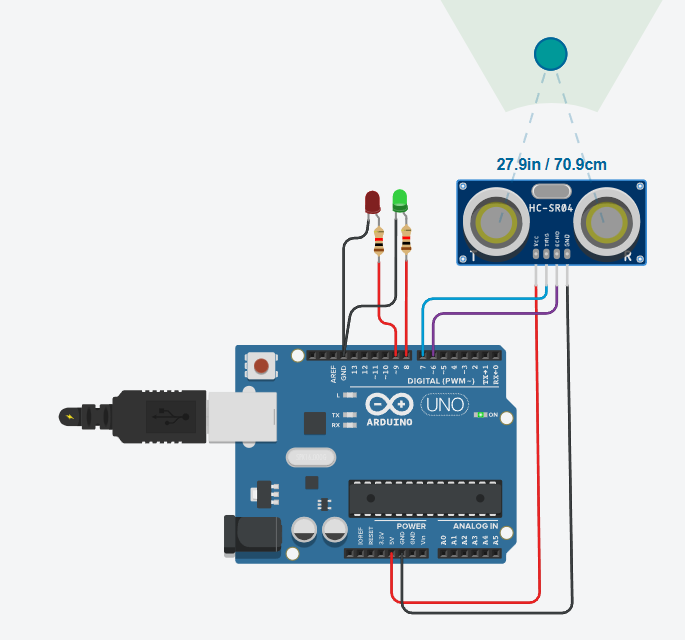 27.9in / 70.9cm
HC-SR04
VCC
TRIG
ECHO
GND
T
R
AREF
GND
13
12
~11
~10
~9
8
7
~6
~5
4
~3
2
TX→1
RX←0
DIGITAL (PWM~)
L
TX
RX
ARDUINO
UNO
ON
POWER
ANALOG IN
IOREF
RESET
3.3V
5V
GND
GND
Vin
A0
A1
A2
A3
A4
A5